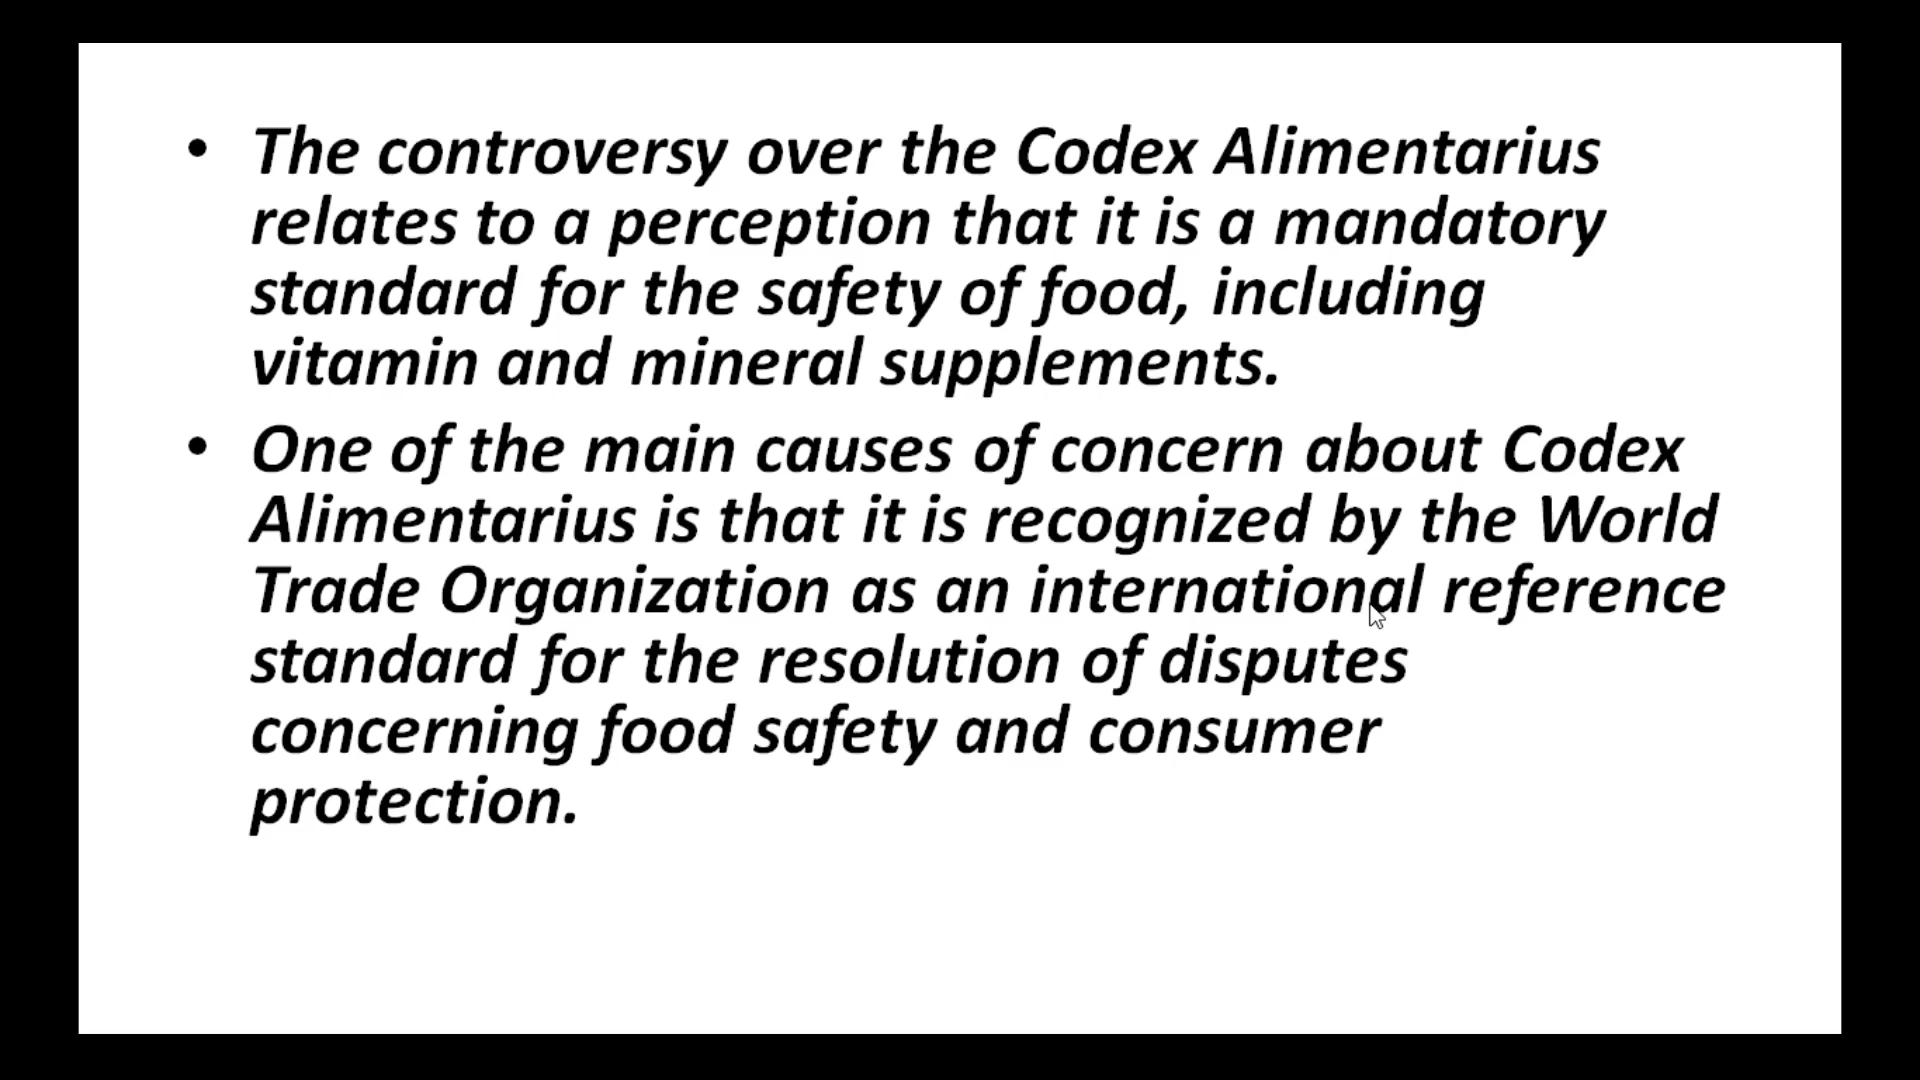 • The controversy over the Codex Alimentarius
relates to a perception that it is a mandatory
standard for the safety of food, including
vitamin and mineral supplements.
• One of the main causes of concern about Codex
Alimentarius is that it is recognized by the World
Trade Organization as an international reference
standard for the resolution of disputes
concerning food safety and consumer
protection.